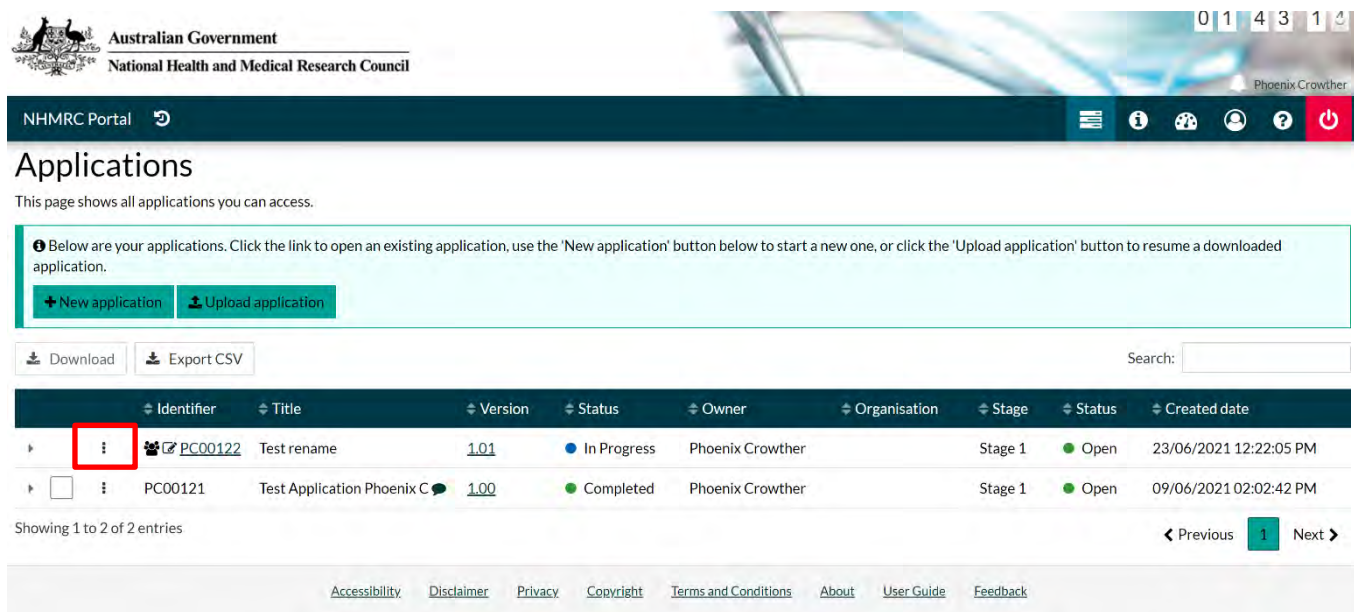 Australian Government
National Health and Medical Research Council
0 1 4 3 1
Phoenix Crowther
NHMRC Portal
Applications
This page shows all applications you can access.
Below are your applications. Click the link to open an existing application, use the 'New application' button below to start a new one, or click the 'Upload application' button to resume a downloaded
application.
New application Upload application
Download Export CSV Search:
Identifier Title Version Status Owner Organisation Stage Status Created date
PC00122 Test rename 1.01 In Progress Phoenix Crowther Stage 1 Open 23/06/2021 12:22:05 PM
PC00121 Test Application Phoenix C 1.00 Completed Phoenix Crowther Stage 1 Open 09/06/2021 02:02:42 PM
Showing 1 to 2 of 2 entries
Previous 1 Next
Accessibility Disclaimer Privacy Copyright Terms and Conditions About User Guide Feedback